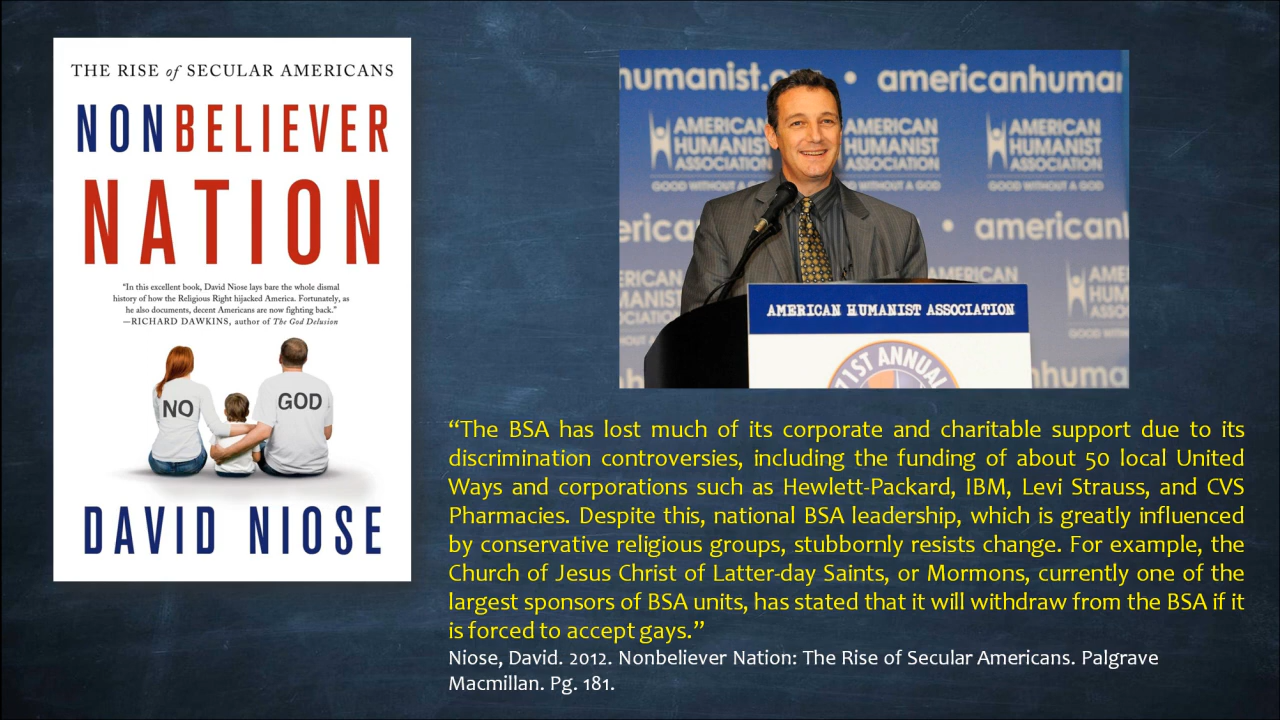 THE RISE of SECULAR AMERICANS
NONBELIEVER
NATION
“In this excellent book, David Niose lays bare the whole dismal
history of how the Religious Right hijacked America. Fortunately, as
he also documents, decent Americans are now fighting back.”
—RICHARD DAWKINS, author of The God Delusion
NO
GOD
DAVID NIOSE
humanist.org • americanhuman
AMERICAN
HUMANIST
ASSOCIATION
GOOD WITHOUT A GOD
AMERICAN
HUMANIST
ASSOCIATION
GOOD WITHOUT A GOD
AMERICAN
HUMANIST
ASSOCIATION
GOOD WITHOUT A GOD
erica
• american
AMERICAN HUMANIST ASSOCIATION
71ST ANNUAL
“The BSA has lost much of its corporate and charitable support due to its
discrimination controversies, including the funding of about 50 local United
Ways and corporations such as Hewlett-Packard, IBM, Levi Strauss, and CVS
Pharmacies. Despite this, national BSA leadership, which is greatly influenced
by conservative religious groups, stubbornly resists change. For example, the
Church of Jesus Christ of Latter-day Saints, or Mormons, currently one of the
largest sponsors of BSA units, has stated that it will withdraw from the BSA if it
is forced to accept gays.”
Niose, David. 2012. Nonbeliever Nation: The Rise of Secular Americans. Palgrave
Macmillan. Pg. 181.